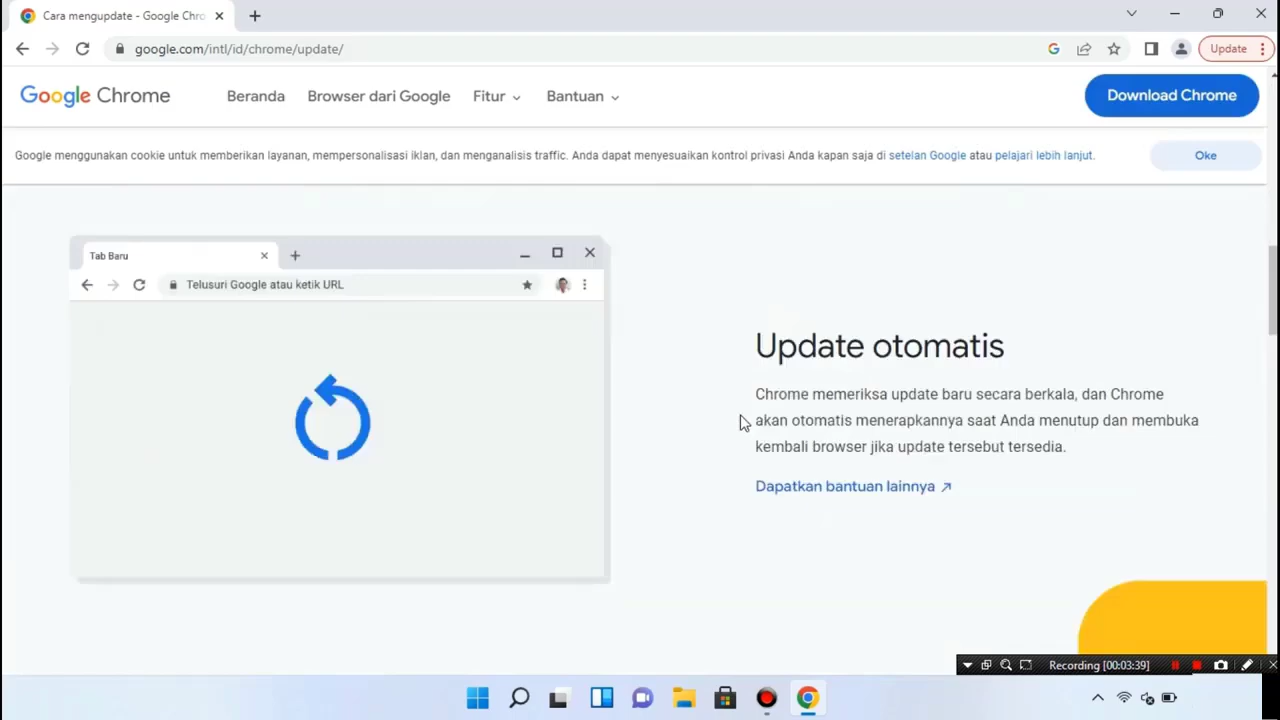 Cara mengupdate - Google Chro
google.com/intl/id/chrome/update/
Update
Google Chrome
Beranda
Browser dari Google
Fitur
Bantuan
Download Chrome
Google menggunakan cookie untuk memberikan layanan, mempersonalisasi iklan, dan menganalisis traffic. Anda dapat menyesuaikan kontrol privasi Anda kapan saja di setelan Google atau pelajari lebih lanjut.
Oke
Tab Baru
Telusuri Google atau ketik URL
Update otomatis
Chrome memeriksa update baru secara berkala, dan Chrome
akan otomatis menerapkannya saat Anda menutup dan membuka
kembali browser jika update tersebut tersedia.
Dapatkan bantuan lainnya
Recording [00:03:39]